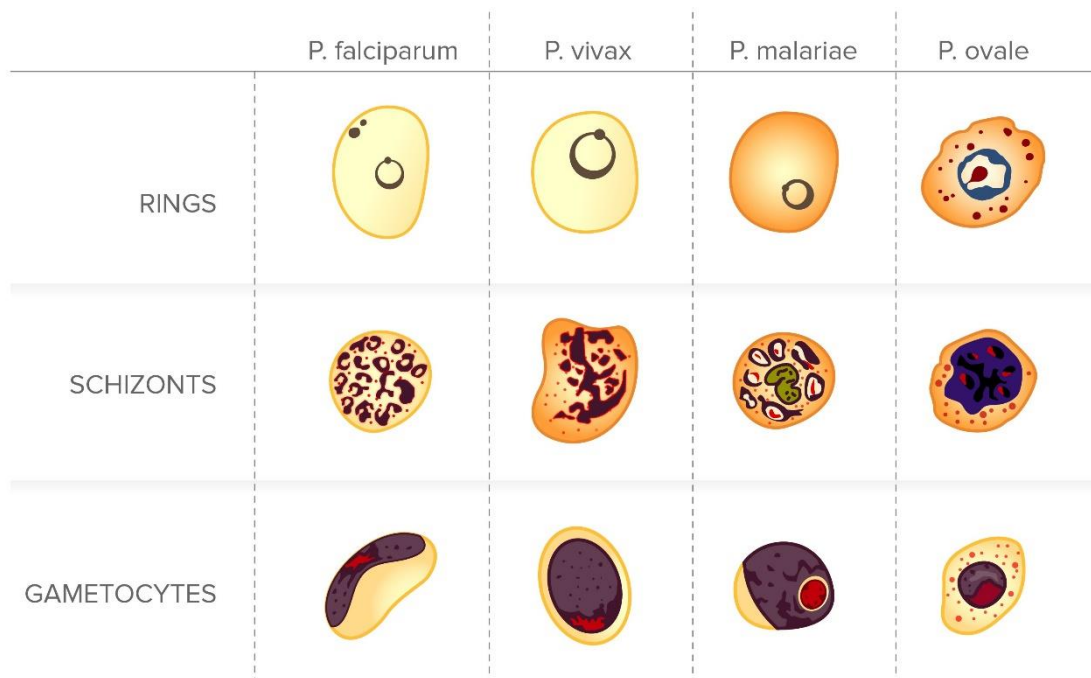 P. falciparum P. vivax P. malariae P. ovale
RINGS
SCHIZONTS
GAMETOCYTES